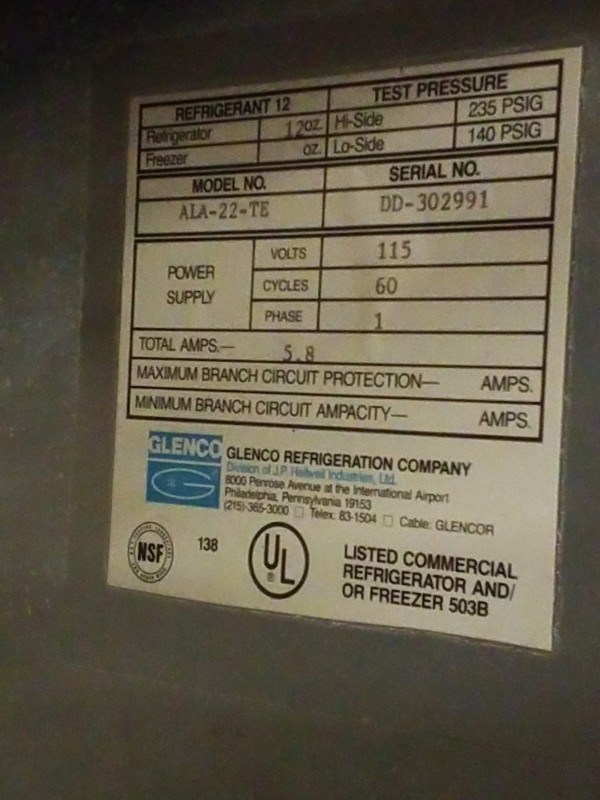 REFRIGERANT 12 TEST PRESSURE
Refrigerator 12 oz. Hi-Side 235 PSIG
Freezer oz. Lo-Side 140 PSIG
MODEL NO. SERIAL NO.
ALA-22-TE DD-302991
POWER SUPPLY
VOLTS 115
CYCLES 60
PHASE 1
TOTAL AMPS.— 5.8
MAXIMUM BRANCH CIRCUIT PROTECTION— AMPS.
MINIMUM BRANCH CIRCUIT AMPACITY— AMPS.
GLENCO
GLENCO REFRIGERATION COMPANY
Division of J.P. Industries, Ltd.
8000 Penrose Avenue at the International Airport
Philadelphia, Pennsylvania 19153
(215)-365-3000 □ Telex: 83-1504 □ Cable: GLENCOR
NSF
138
UL
®
LISTED COMMERCIAL
REFRIGERATOR AND/
OR FREEZER 503B